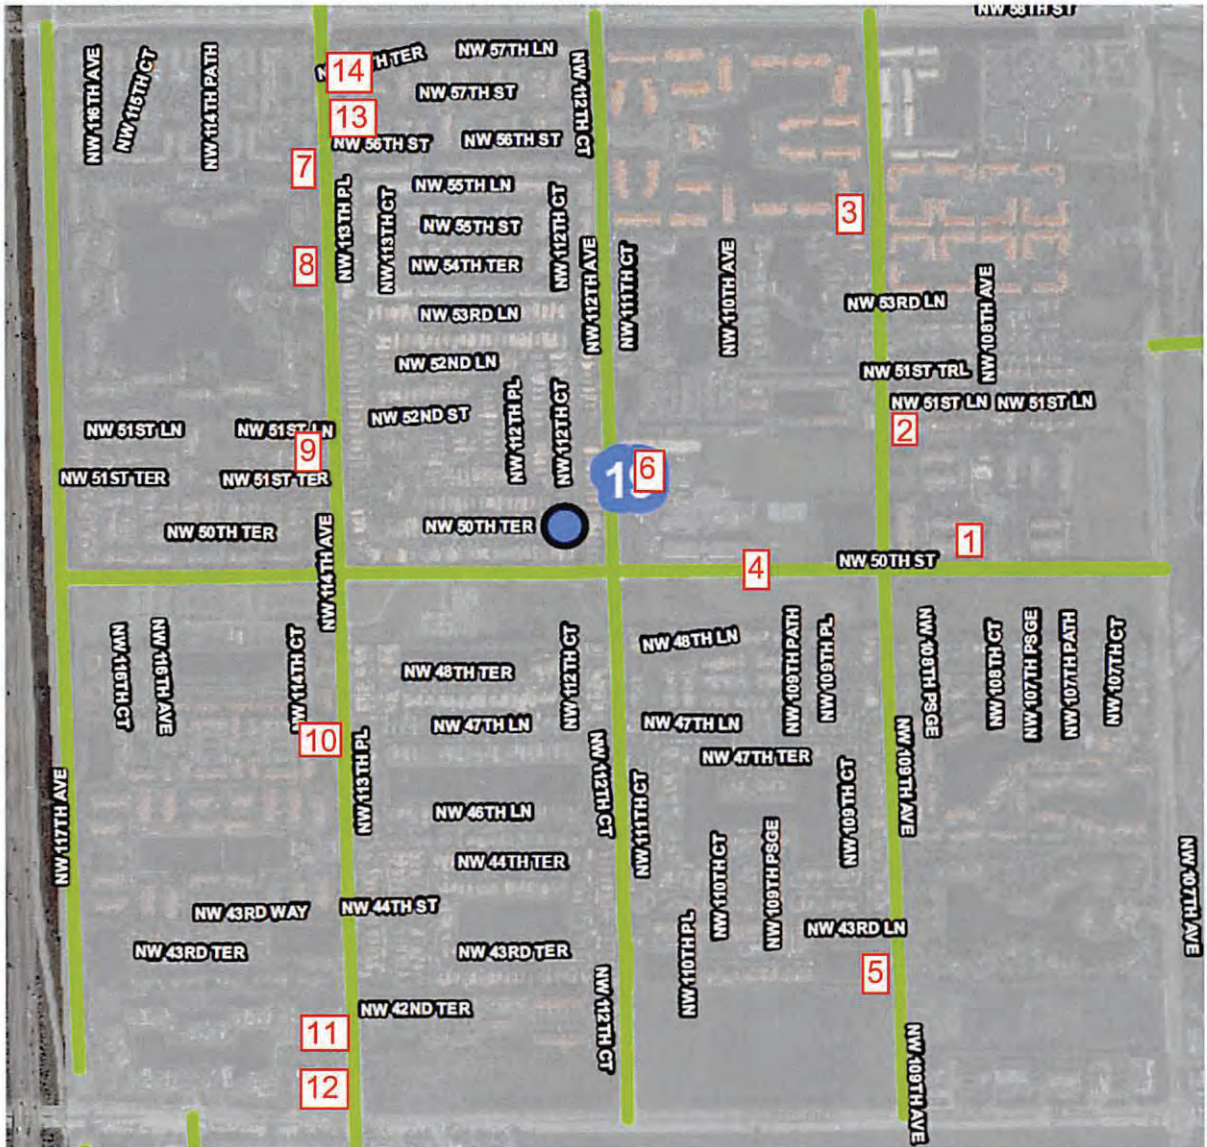 NW 58TH ST
NW 57TH LN
14
H TER
NW 116TH AVE
NW 115TH CT
NW 114TH PATH
NW 57TH ST
NW 112TH CT
13
NW 56TH ST
NW 56TH ST
7
NW 55TH LN
3
NW 113TH PL
NW 113TH CT
NW 55TH ST
NW 112TH CT
8
NW 54TH TER
NW 112TH AVE
NW 111TH CT
NW 110TH AVE
NW 53RD LN
NW 108TH AVE
NW 53RD LN
NW 52ND LN
NW 51ST TRL
NW 51ST LN
NW 51ST LN
NW 52ND ST
NW 112TH PL
NW 112TH CT
2
NW 51ST LN
NW 51ST LN
9
6
NW 51ST TER
NW 51ST TER
NW 50TH TER
NW 50TH TER
1
NW 50TH ST
4
NW 114TH AVE
NW 116TH CT
NW 116TH AVE
NW 114TH CT
NW 48TH LN
NW 109TH PATH
NW 109TH PL
NW 108TH PSGE
NW 108TH CT
NW 107TH PSGE
NW 107TH PATH
NW 107TH CT
NW 48TH TER
NW 112TH CT
NW 47TH LN
NW 47TH LN
10
NW 47TH TER
NW 113TH PL
NW 112TH CT
NW 109TH AVE
NW 117TH AVE
NW 46TH LN
NW 111TH CT
NW 109TH CT
NW 44TH TER
NW 110TH CT
NW 109TH PSGE
NW 107TH AVE
NW 43RD WAY
NW 44TH ST
NW 43RD LN
NW 43RD TER
NW 43RD TER
NW 110TH PL
5
NW 42ND TER
NW 112TH CT
11
NW 109TH AVE
12